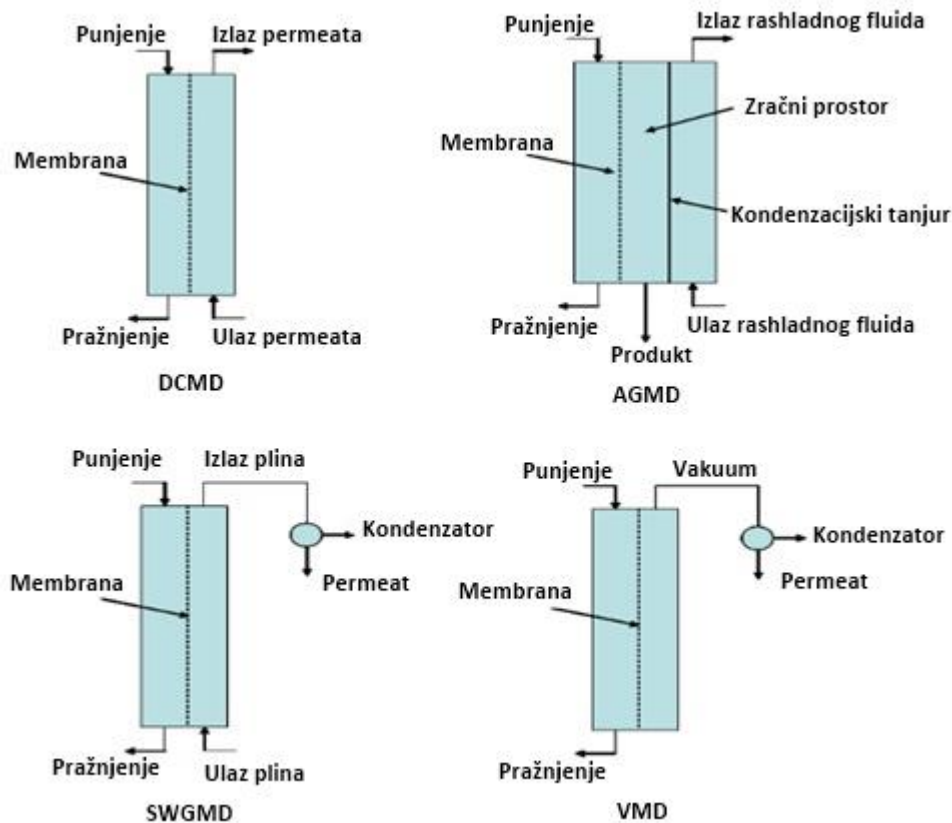 Punjenje
Izlaz permeata
Membrana
Pražnjenje
Ulaz permeata
DCMD
Punjenje
Izlaz rashladnog fluida
Zračni prostor
Membrana
Kondenzacijski tanjur
Pražnjenje
Ulaz rashladnog fluida
Produkt
AGMD
Punjenje
Izlaz plina
Kondenzator
Permeat
Membrana
Pražnjenje
Ulaz plina
SWGMD
Punjenje
Vakuum
Kondenzator
Permeat
Membrana
Pražnjenje
VMD